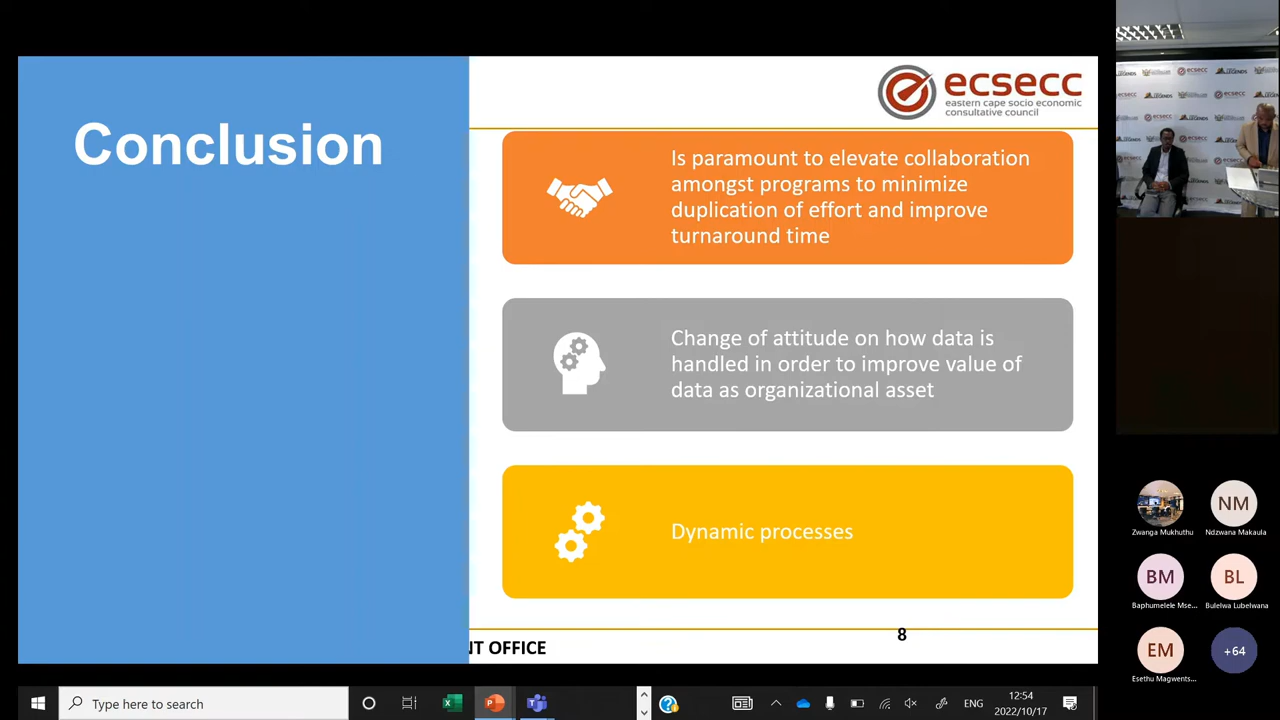 Conclusion
ecsecc
eastern cape socio economic
consultative council
Is paramount to elevate collaboration
amongst programs to minimize
duplication of effort and improve
turnaround time
Change of attitude on how data is
handled in order to improve value of
data as organizational asset
Dynamic processes
8
NT OFFICE
NM
Zwanga Mukhuthu
Ndzwana Makaula
BM
BL
Baphumelele Mse...
Bulelwa Lubelwana
EM
+64
Esethu Magwents...
Type here to search
ENG
12:54
2022/10/17